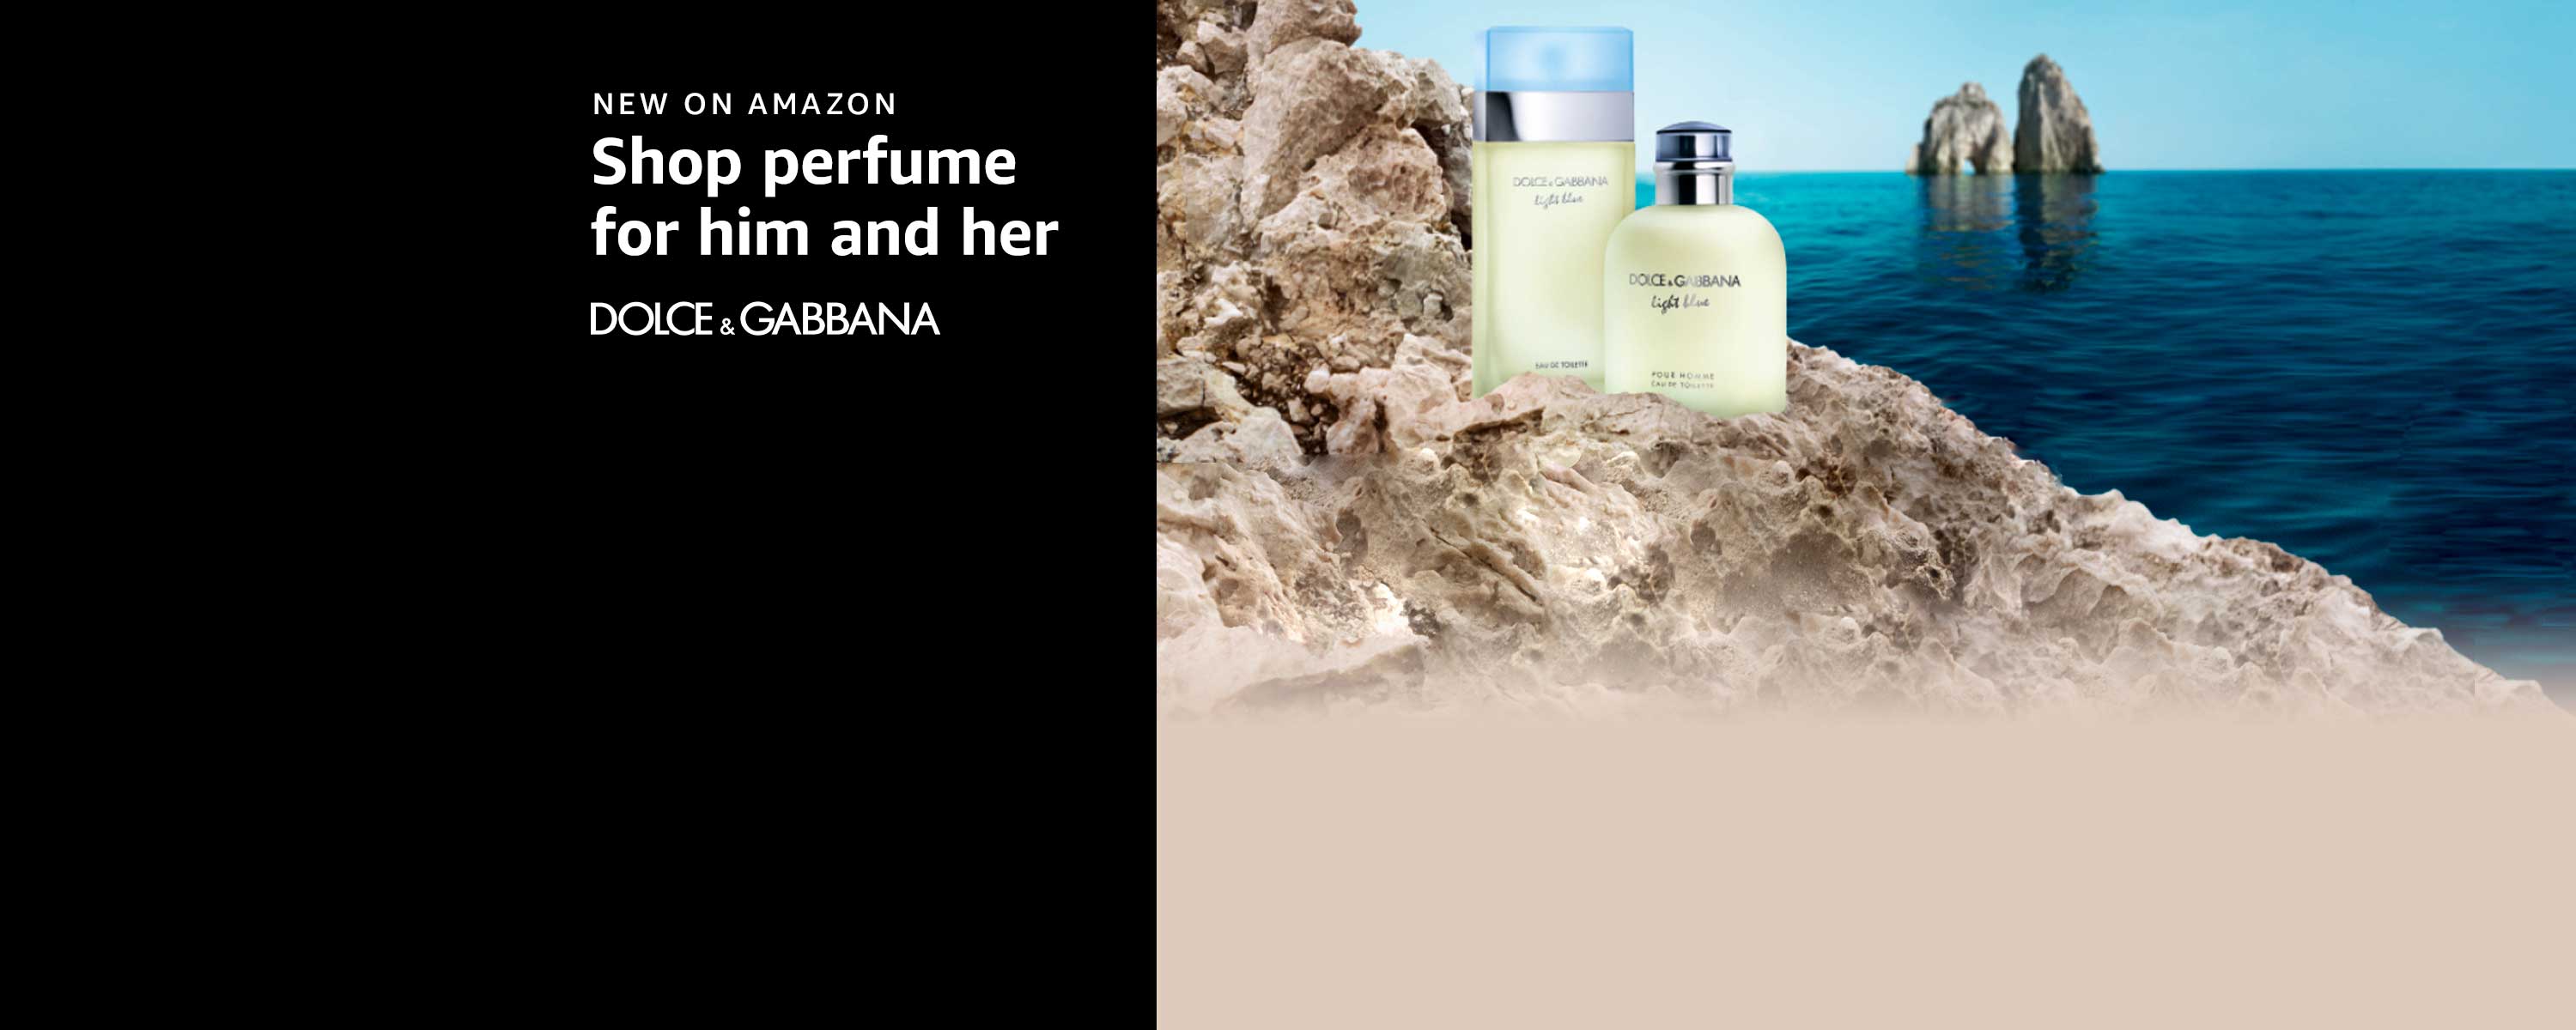 NEW ON AMAZON
Shop perfume
for him and her
DOLCE & GABBANA
DOLCE & GABBANA
light blue
EAU DE TOILETTE
DOLCE & GABBANA
light blue
POUR HOMME
EAU DE TOILETTE